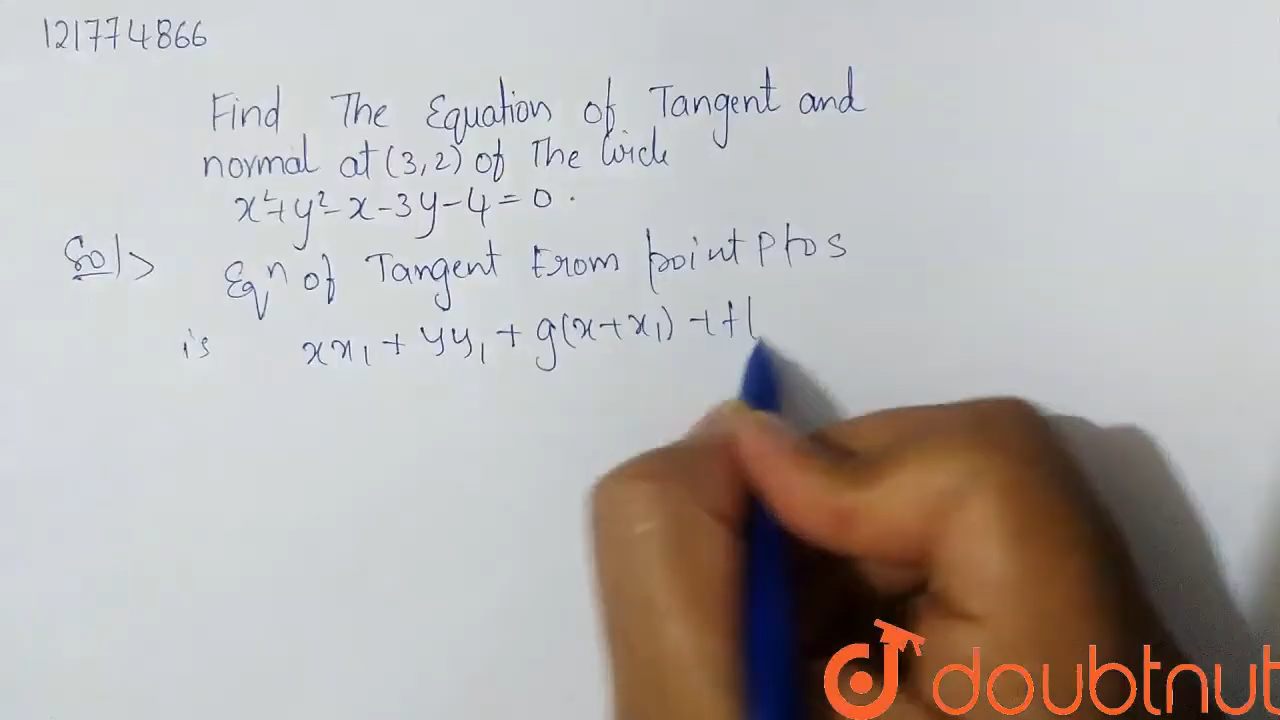 121774866
Find The Equation of Tangent and
normal at (3,2) of The Circle
x²+y²-x-3y-4=0.
Sol>
Eqⁿ of Tangent From point P to S
is xx₁ + yy₁ + g(x+x₁) + f(
doubtnut